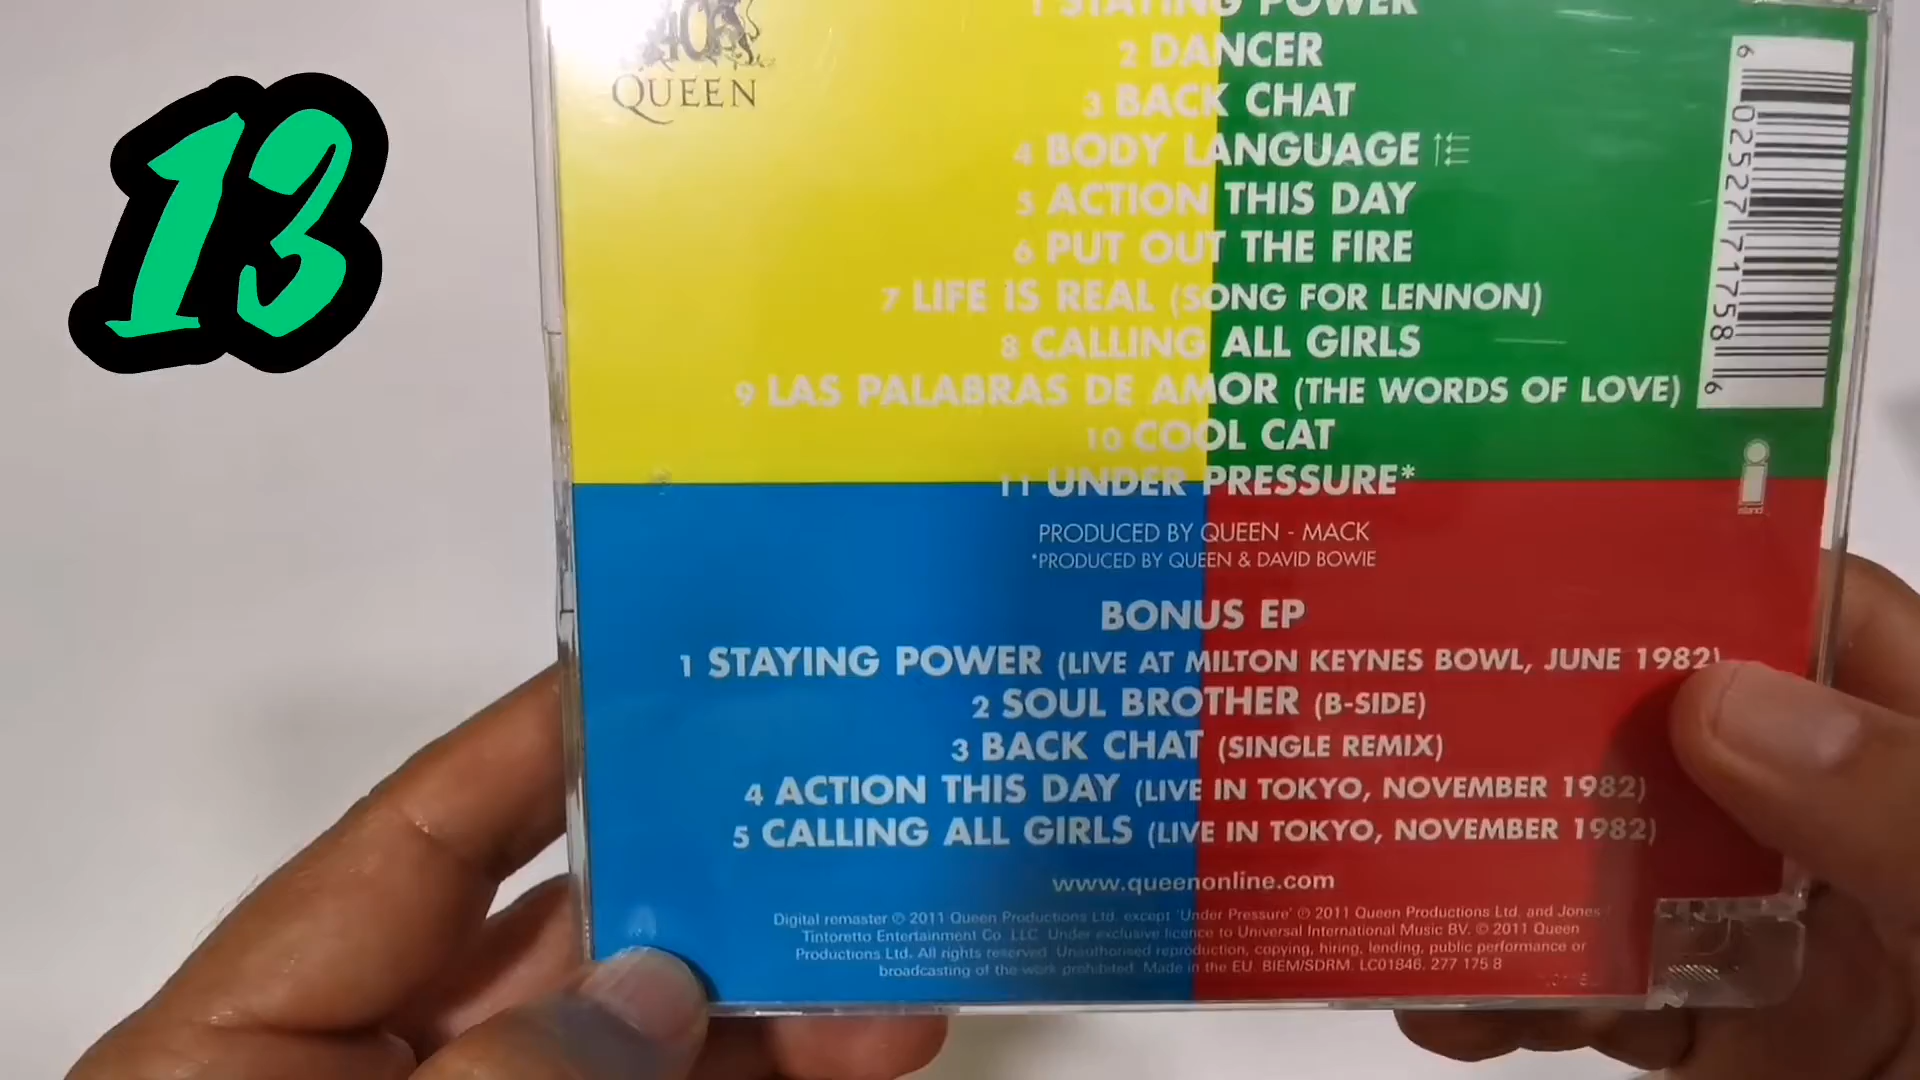 13
QUEEN
1 STAYING POWER
2 DANCER
3 BACK CHAT
4 BODY LANGUAGE
5 ACTION THIS DAY
6 PUT OUT THE FIRE
7 LIFE IS REAL (SONG FOR LENNON)
8 CALLING ALL GIRLS
9 LAS PALABRAS DE AMOR (THE WORDS OF LOVE)
10 COOL CAT
11 UNDER PRESSURE*
PRODUCED BY QUEEN - MACK
*PRODUCED BY QUEEN & DAVID BOWIE
BONUS EP
1 STAYING POWER (LIVE AT MILTON KEYNES BOWL, JUNE 1982)
2 SOUL BROTHER (B-SIDE)
3 BACK CHAT (SINGLE REMIX)
4 ACTION THIS DAY (LIVE IN TOKYO, NOVEMBER 1982)
5 CALLING ALL GIRLS (LIVE IN TOKYO, NOVEMBER 1982)
www.queenonline.com
Digital remaster ℗ 2011 Queen Productions Ltd. except 'Under Pressure' ℗ 2011 Queen Productions Ltd. and Jones/
Tintoretto Entertainment Co. LLC. Under exclusive licence to Universal International Music BV. © 2011 Queen
Productions Ltd. All rights reserved. Unauthorised reproduction, copying, hiring, lending, public performance or
broadcasting of the work prohibited. Made in the EU. BIEM/SDRM. LC01846. 277 175 8
6 02527 71758 6
island